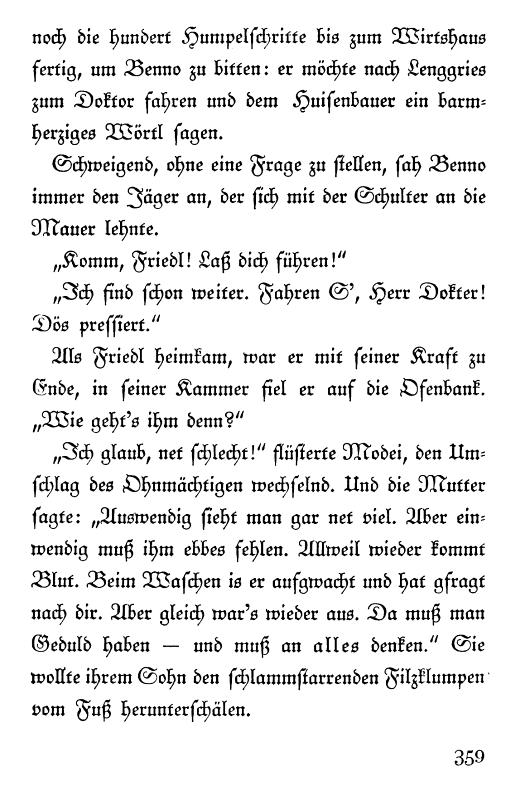 noch die hundert Humpelschritte bis zum Wirtshaus
fertig, um Benno zu bitten: er möchte nach Lenggries
zum Doktor fahren und dem Huisenbauer ein barm-
herziges Wörtl sagen.
Schweigend, ohne eine Frage zu stellen, sah Benno
immer den Jäger an, der sich mit der Schulter an die
Mauer lehnte.
„Komm, Friedl! Laß dich führen!“
„Ich find schon weiter. Fahren S’, Herr Dokter!
Dös pressiert.“
Als Friedl heimkam, war er mit seiner Kraft zu
Ende, in seiner Kammer fiel er auf die Ofenbank.
„Wie geht’s ihm denn?“
„Ich glaub, net schlecht!“ flüsterte Modei, den Um-
schlag des Ohnmächtigen wechselnd. Und die Mutter
sagte: „Auswendig sieht man gar net viel. Aber ein-
wendig muß ihm ebbes fehlen. Allweil wieder kommt
Blut. Beim Waschen is er aufgwacht und hat gfragt
nach dir. Aber gleich war’s wieder aus. Da muß man
Geduld haben — und muß an alles denken.“ Sie
wollte ihrem Sohn den schlammstarrenden Filzklumpen
vom Fuß herunterschälen.
359